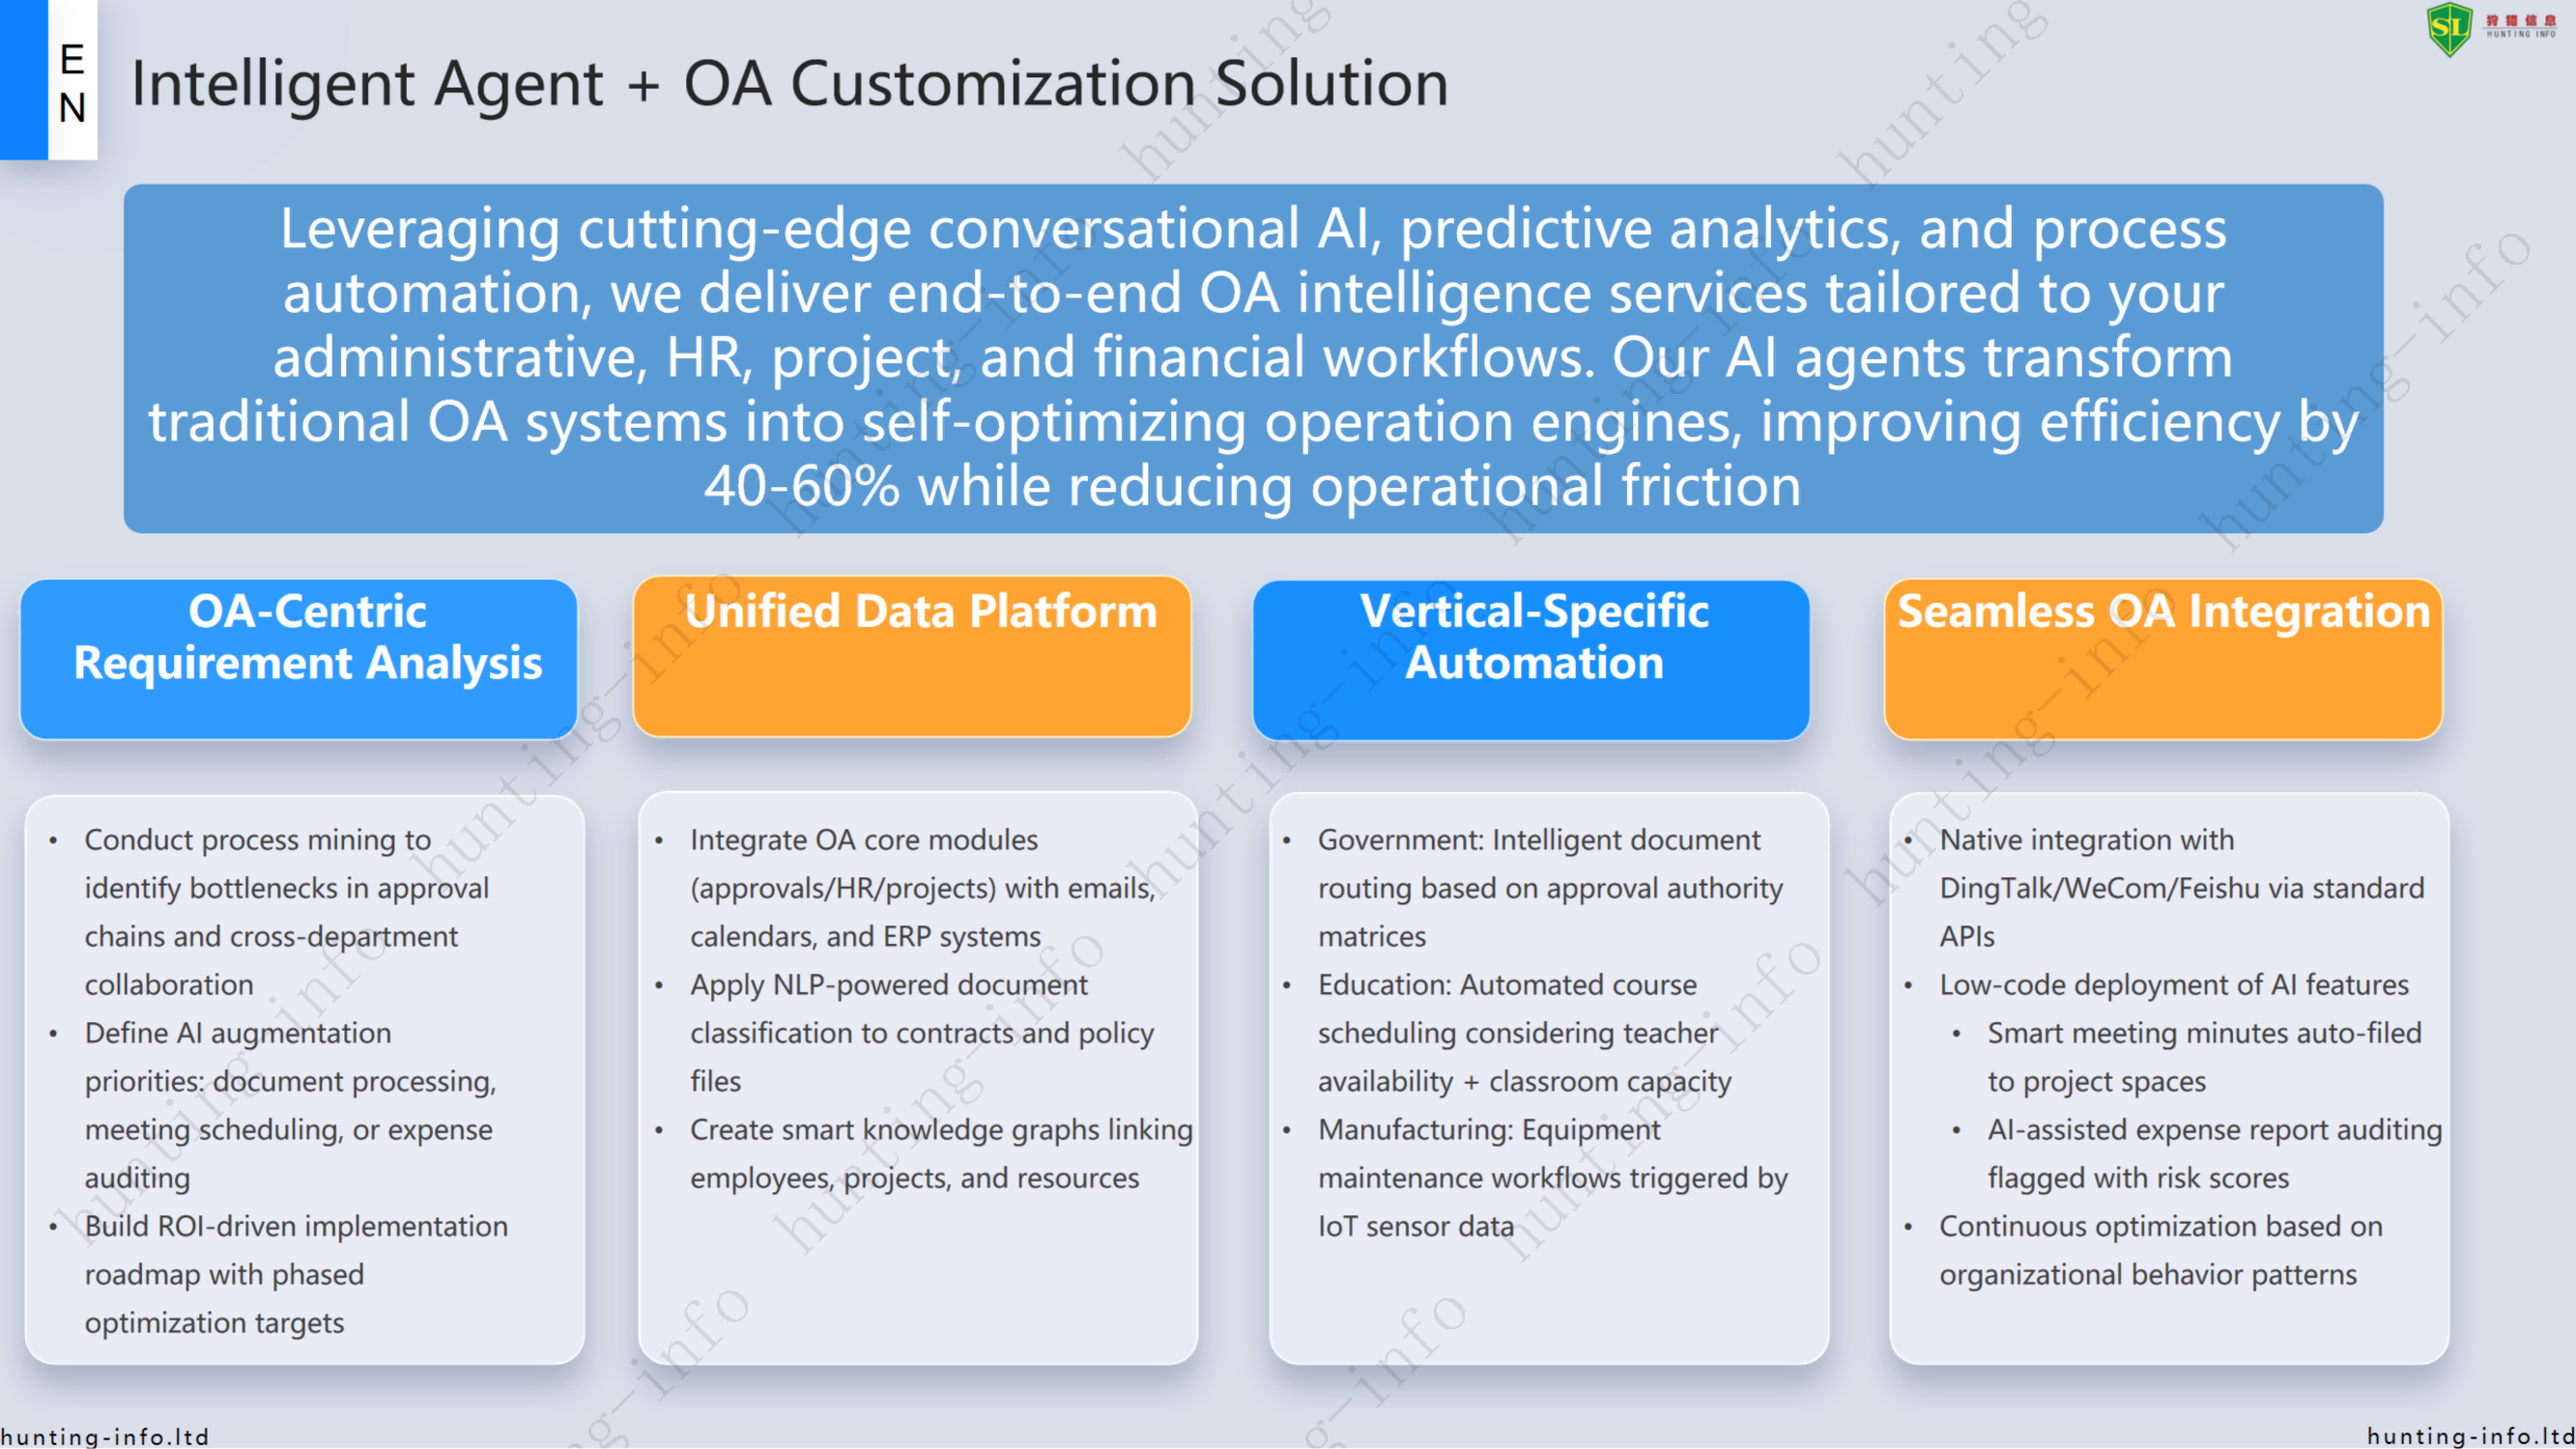 E
N
Intelligent Agent + OA Customization Solution
狩猎信息
HUNTING INFO
Leveraging cutting-edge conversational AI, predictive analytics, and process
automation, we deliver end-to-end OA intelligence services tailored to your
administrative, HR, project, and financial workflows. Our AI agents transform
traditional OA systems into self-optimizing operation engines, improving efficiency by
40-60% while reducing operational friction
OA-Centric
Requirement Analysis
• Conduct process mining to
identify bottlenecks in approval
chains and cross-department
collaboration
• Define AI augmentation
priorities: document processing,
meeting scheduling, or expense
auditing
• Build ROI-driven implementation
roadmap with phased
optimization targets
Unified Data Platform
• Integrate OA core modules
(approvals/HR/projects) with emails,
calendars, and ERP systems
• Apply NLP-powered document
classification to contracts and policy
files
• Create smart knowledge graphs linking
employees, projects, and resources
Vertical-Specific
Automation
• Government: Intelligent document
routing based on approval authority
matrices
• Education: Automated course
scheduling considering teacher
availability + classroom capacity
• Manufacturing: Equipment
maintenance workflows triggered by
IoT sensor data
Seamless OA Integration
• Native integration with
DingTalk/WeCom/Feishu via standard
APIs
• Low-code deployment of AI features
• Smart meeting minutes auto-filed
to project spaces
• AI-assisted expense report auditing
flagged with risk scores
• Continuous optimization based on
organizational behavior patterns
hunting-info.ltd
hunting-info.ltd